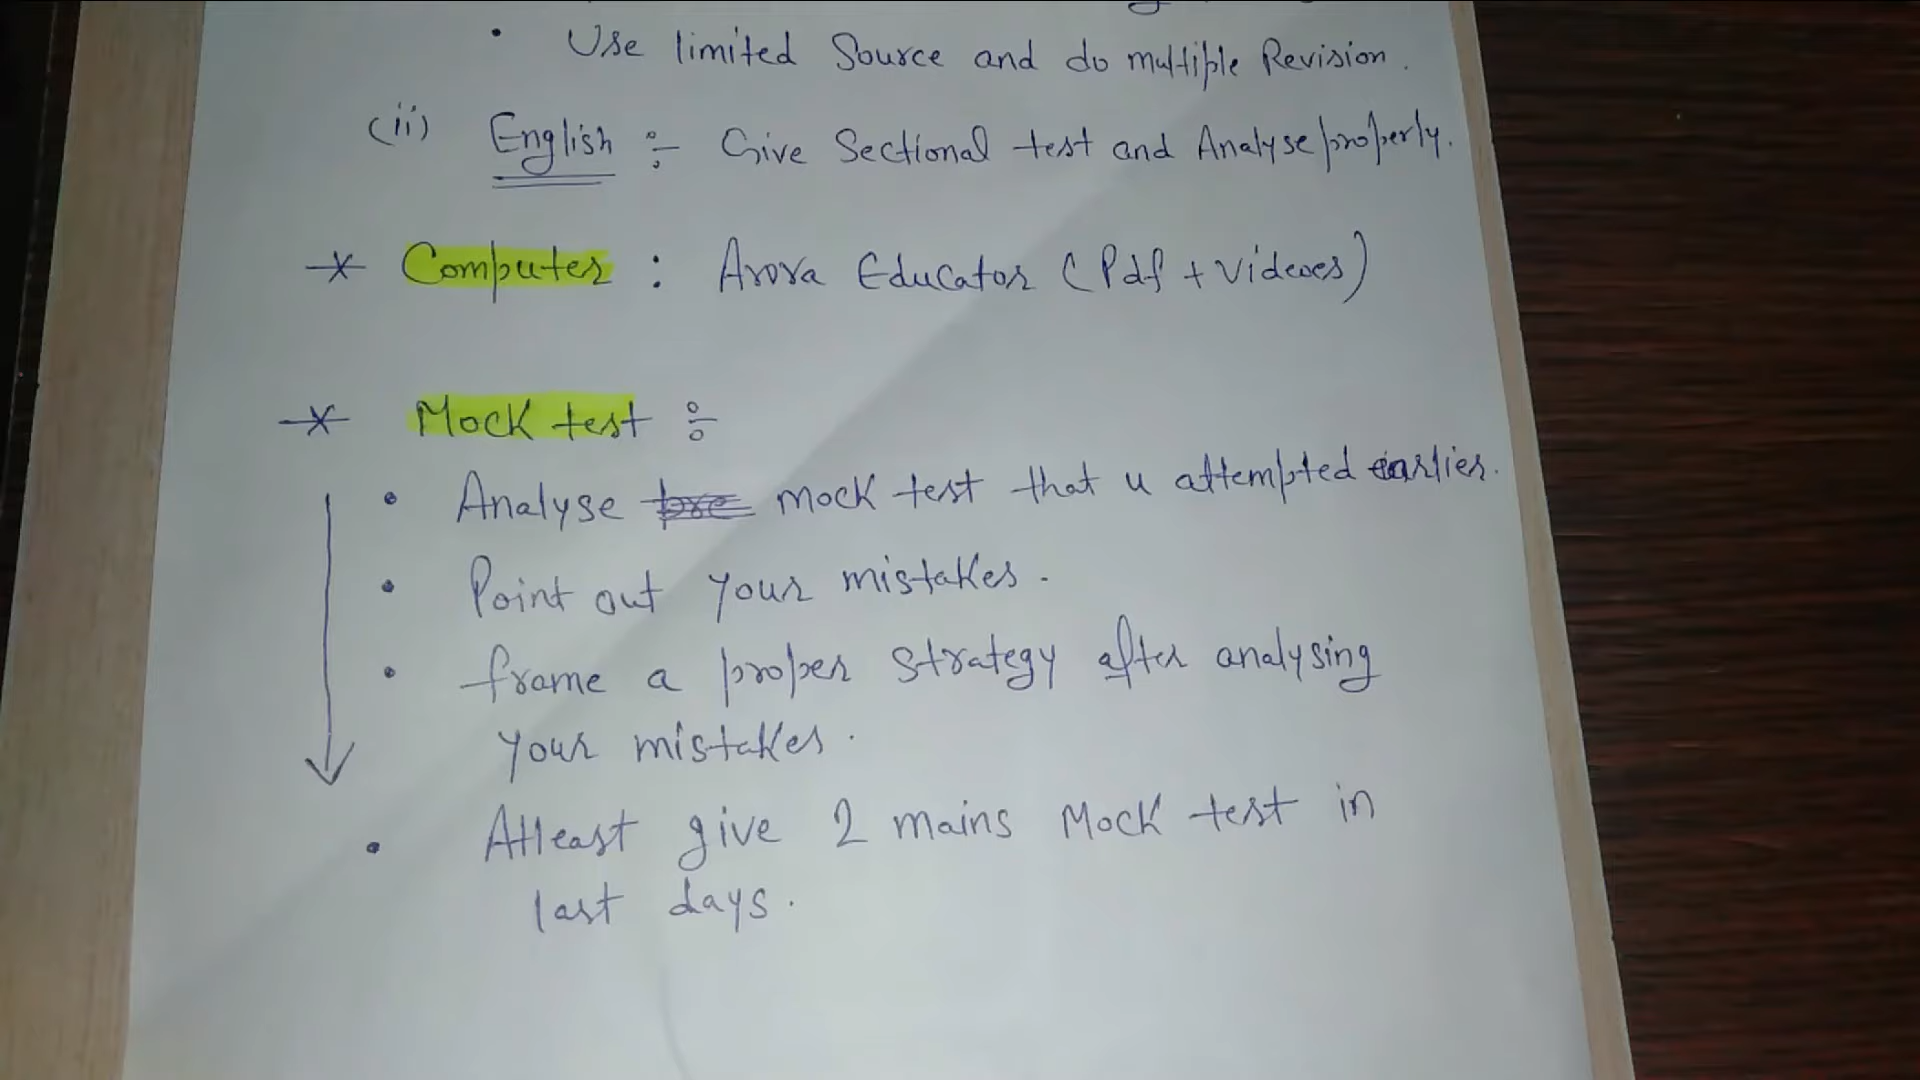 • Use limited Source and do multiple Revision.
(ii) English ÷ Give Sectional test and Analyse properly.
* Computer : Arora Educator (Pdf + Videoes)
* Mock test ÷
• Analyse mock test that u attempted earlier.
• Point out your mistakes.
• frame a proper strategy after analysing
your mistakes.
• Atleast give 2 mains Mock test in
last days.